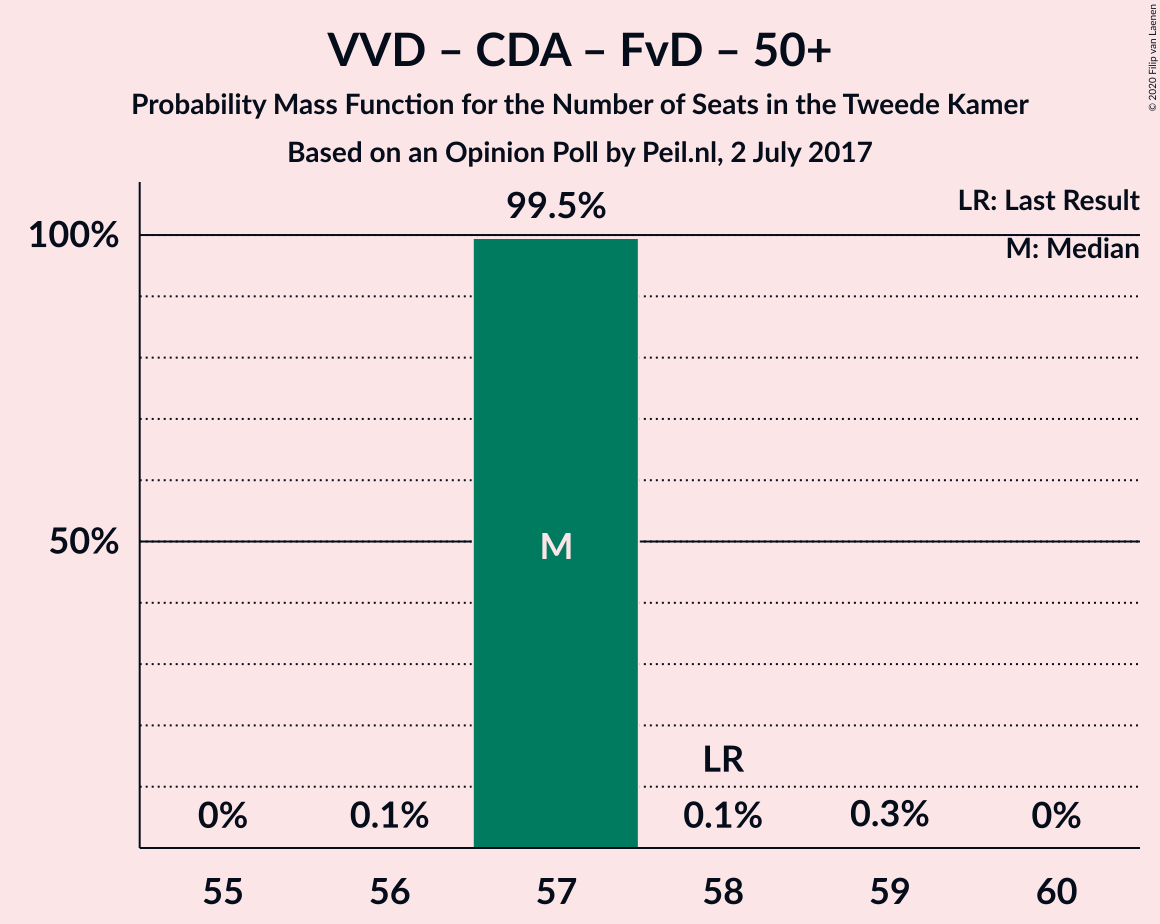 VVD – CDA – FvD – 50+
Probability Mass Function for the Number of Seats in the Tweede Kamer
Based on an Opinion Poll by Peil.nl, 2 July 2017
© 2020 Filip van Laenen
LR: Last Result
M: Median
100%
50%
99.5%
M
LR
0%
0.1%
0.1%
0.3%
0%
55
56
57
58
59
60